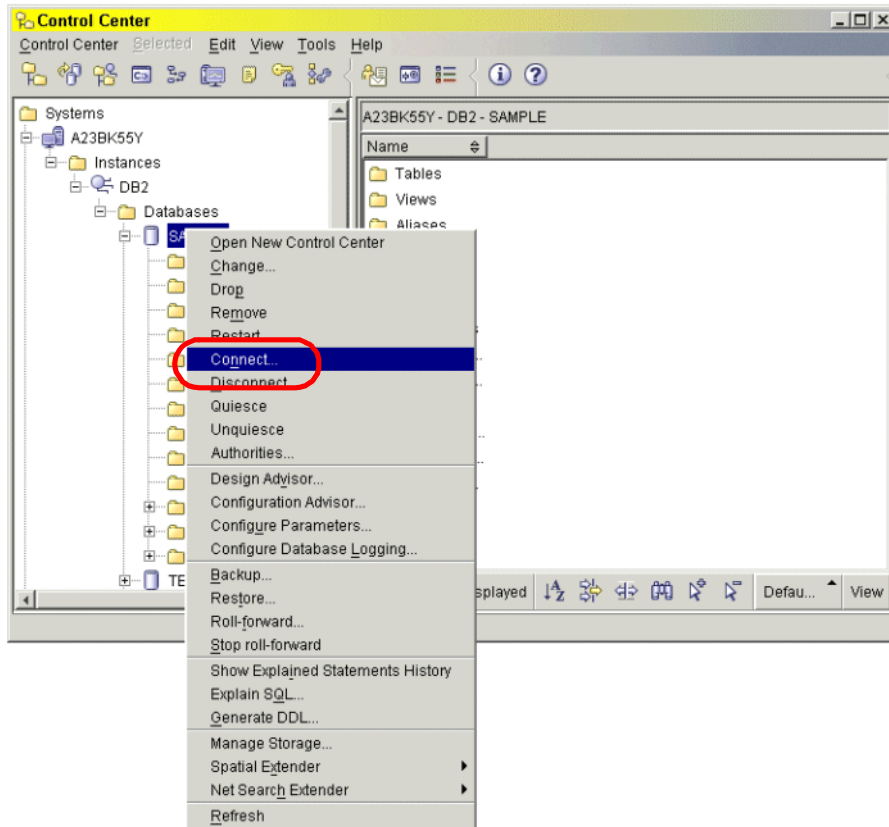 Control Center
Control Center Selected Edit View Tools Help
Systems
A23BK55Y
Instances
DB2
Databases
A23BK55Y - DB2 - SAMPLE
Name
Tables
Views
Aliases
Open New Control Center
Change...
Drop
Remove
Restart
Connect...
Disconnect
Quiesce
Unquiesce
Authorities...
Design Advisor...
Configuration Advisor...
Configure Parameters...
Configure Database Logging...
Backup...
Restore...
Roll-forward...
Stop roll-forward
Show Explained Statements History
Explain SQL...
Generate DDL...
Manage Storage...
Spatial Extender
Net Search Extender
Refresh
TE
splayed Defau... View